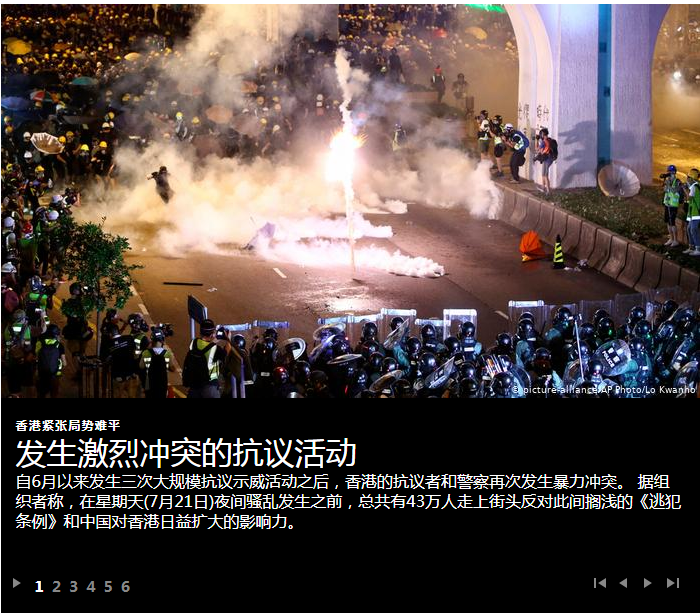 © picture-alliance/AP Photo/Lo Kwanho
香港紧张局势难平
发生激烈冲突的抗议活动
自6月以来发生三次大规模抗议示威活动之后，香港的抗议者和警察再次发生暴力冲突。 据组
织者称，在星期天(7月21日)夜间骚乱发生之前，总共有43万人走上街头反对此间搁浅的《逃犯
条例》和中国对香港日益扩大的影响力。
1 2 3 4 5 6